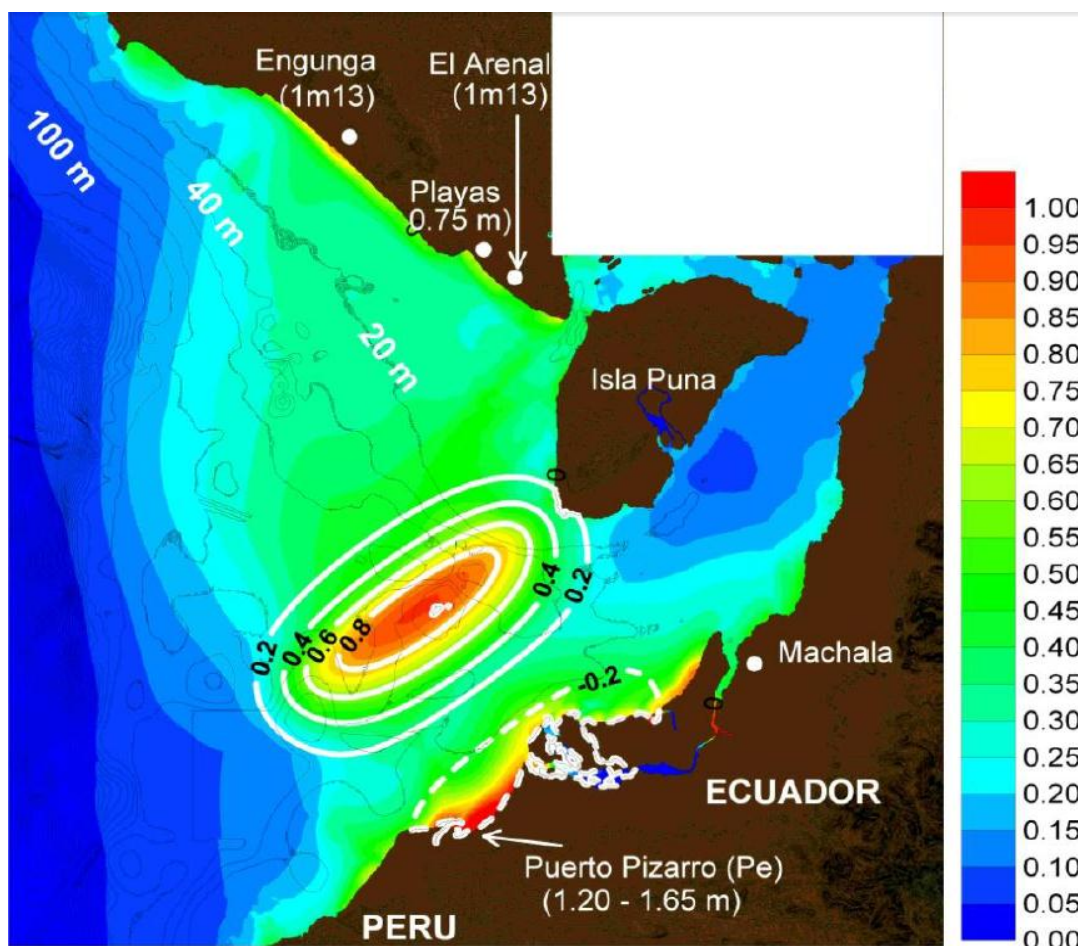 Engunga
(1m13)
El Arenal
(1m13)
100 m
40 m
Playas
0.75 m)
0
20 m
Isla Puna
0
0.2
0.4
0.6
0.8
0.4
0.2
-0.2
Machala
0
ECUADOR
Puerto Pizarro (Pe)
(1.20 - 1.65 m)
PERU
1.00
0.95
0.90
0.85
0.80
0.75
0.70
0.65
0.60
0.55
0.50
0.45
0.40
0.35
0.30
0.25
0.20
0.15
0.10
0.05
0.00